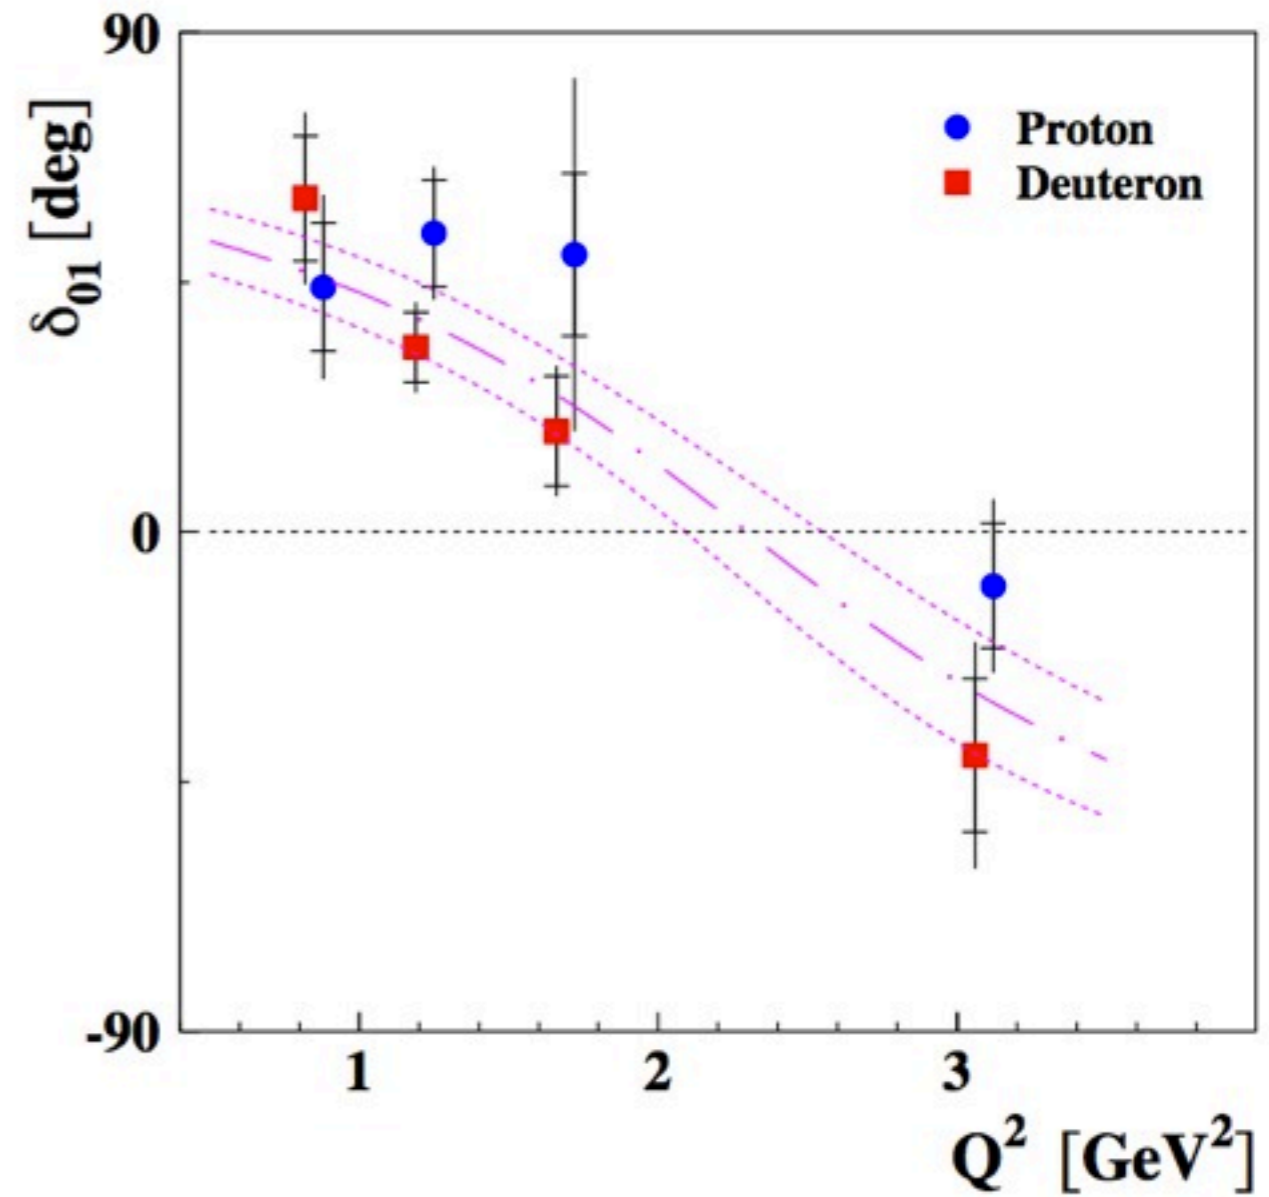 90
δ₀₁ [deg]
Proton
Deuteron
0
-90
1 2 3
Q² [GeV²]